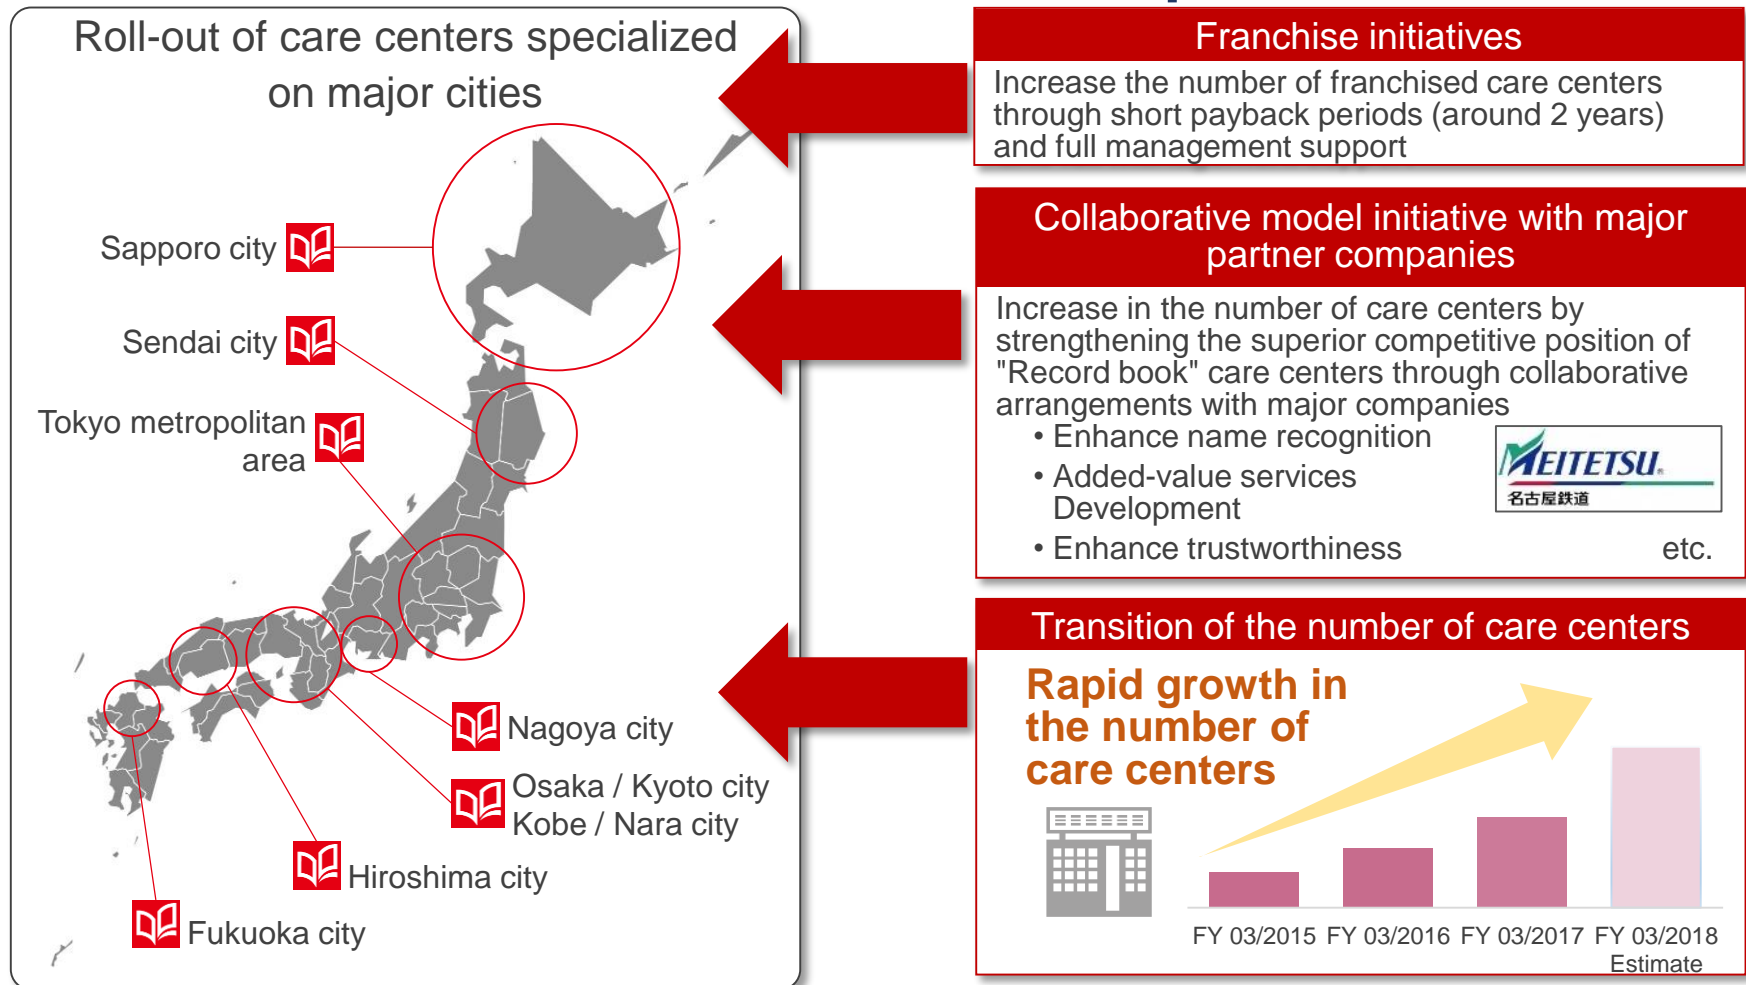 Roll-out of care centers specialized
on major cities
Sapporo city
Sendai city
Tokyo metropolitan
area
Nagoya city
Osaka / Kyoto city
Kobe / Nara city
Hiroshima city
Fukuoka city
Franchise initiatives
Increase the number of franchised care centers
through short payback periods (around 2 years)
and full management support
Collaborative model initiative with major
partner companies
Increase in the number of care centers by
strengthening the superior competitive position of
"Record book" care centers through collaborative
arrangements with major companies
• Enhance name recognition
• Added-value services
Development
• Enhance trustworthiness
MEITETSU
名古屋鉄道
etc.
Transition of the number of care centers
Rapid growth in
the number of
care centers
FY 03/2015 FY 03/2016 FY 03/2017 FY 03/2018
Estimate